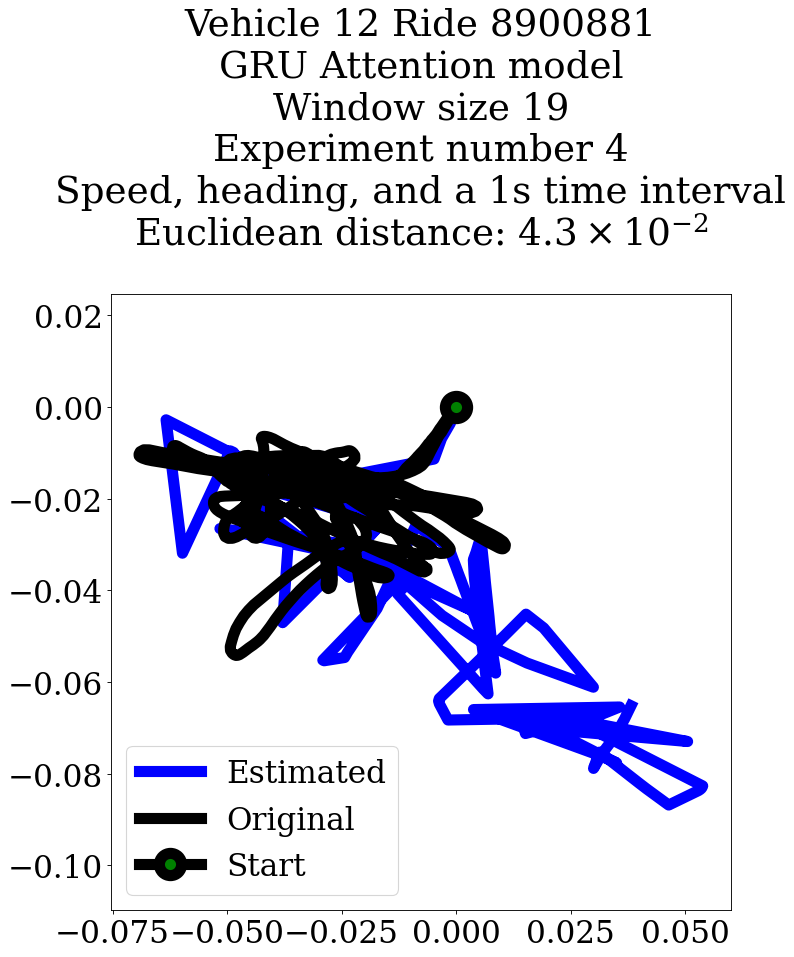 Vehicle 12 Ride 8900881
GRU Attention model
Window size 19
Experiment number 4
Speed, heading, and a 1s time interval
Euclidean distance: 4.3 × 10⁻²
0.02
0.00
−0.02
−0.04
−0.06
−0.08
−0.10
Estimated
Original
Start
−0.075 −0.050 −0.025 0.000 0.025 0.050